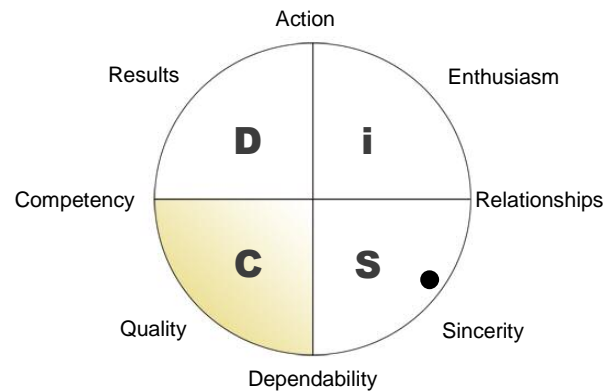 Action
Results
Enthusiasm
D
i
Competency
Relationships
C
S
Quality
Sincerity
Dependability